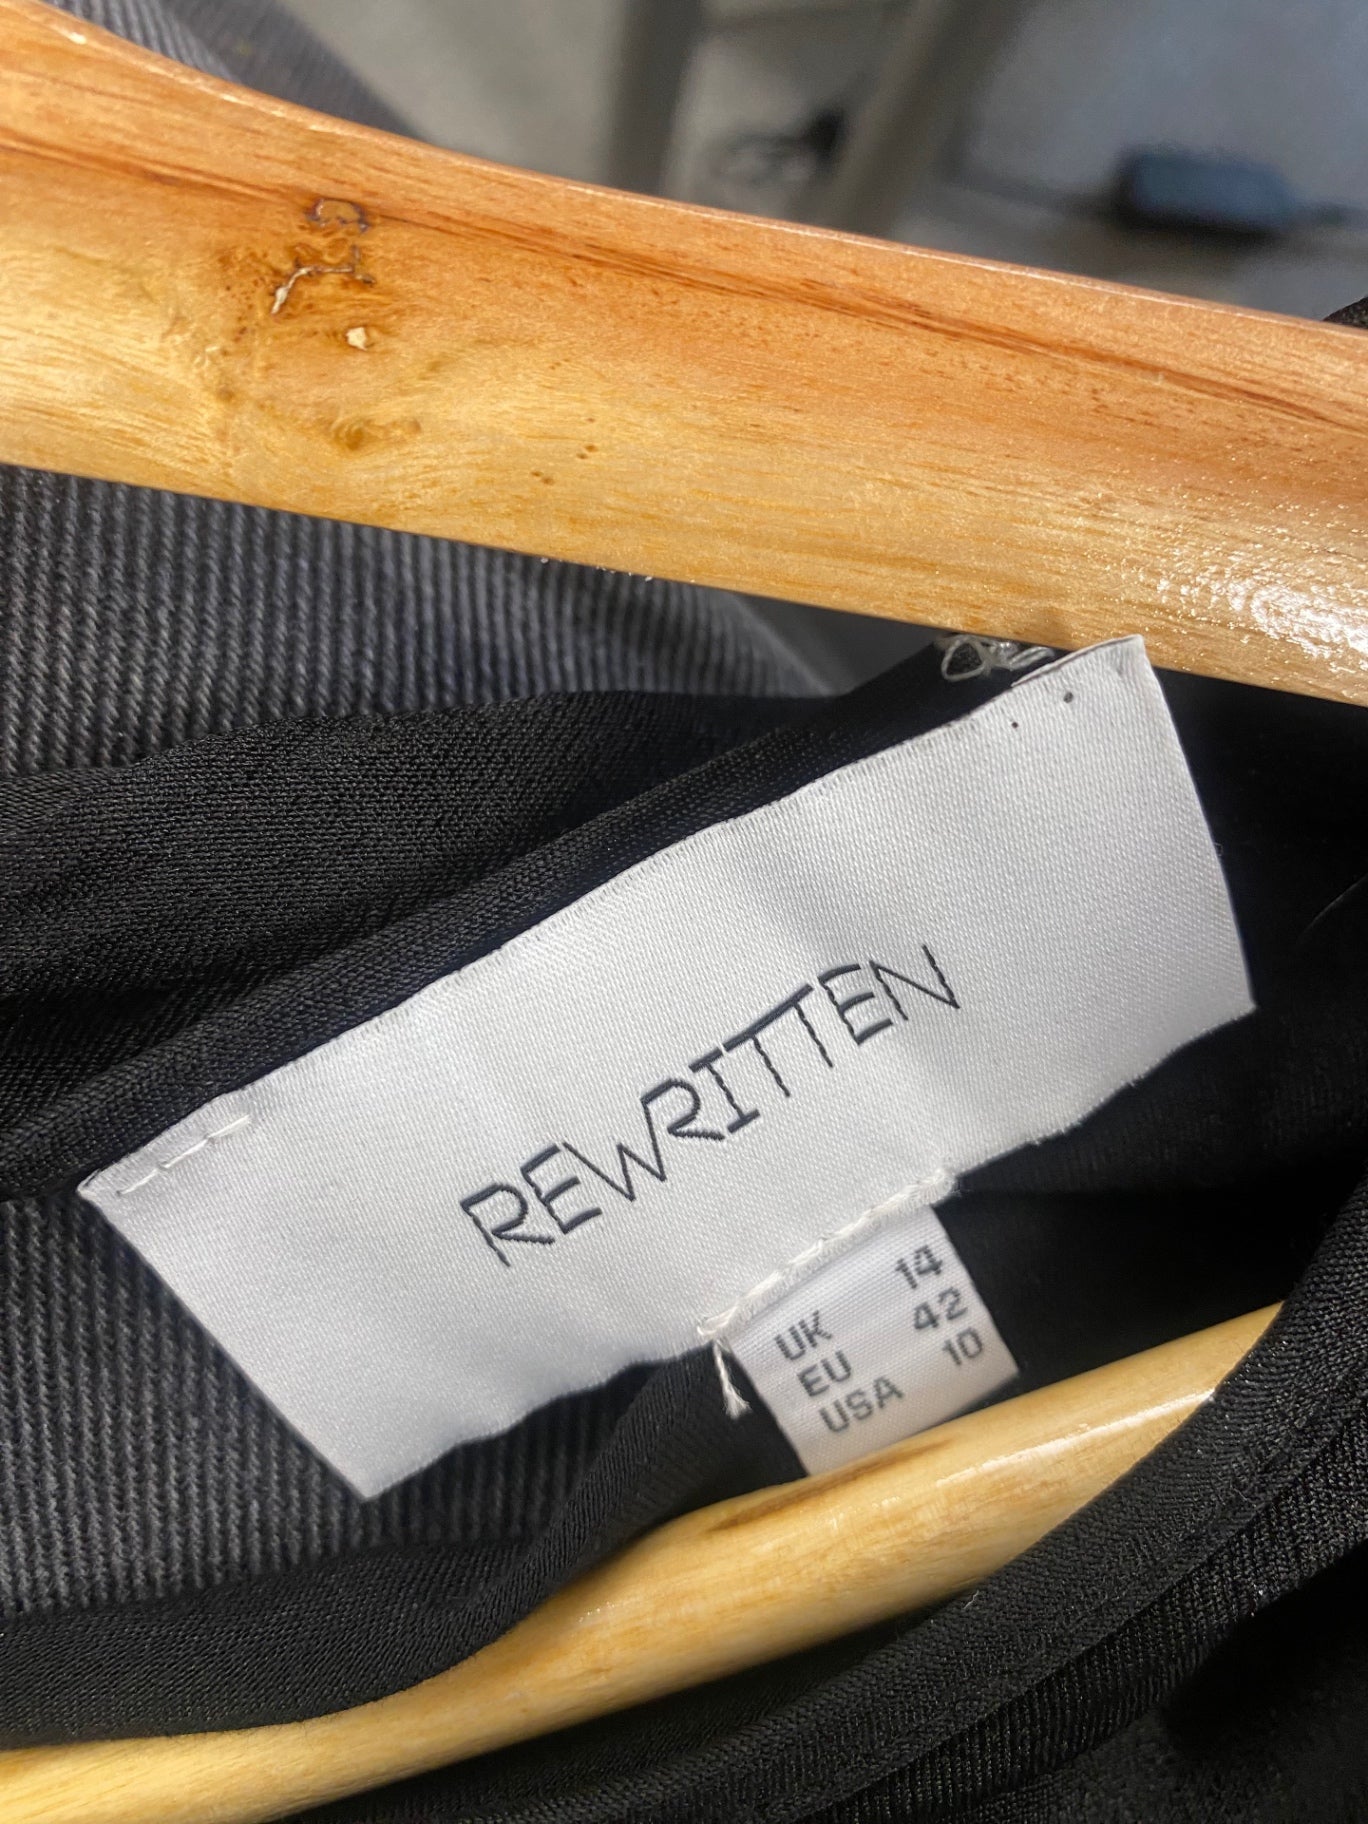 REWRITTEN
UK 14
EU 42
USA 10